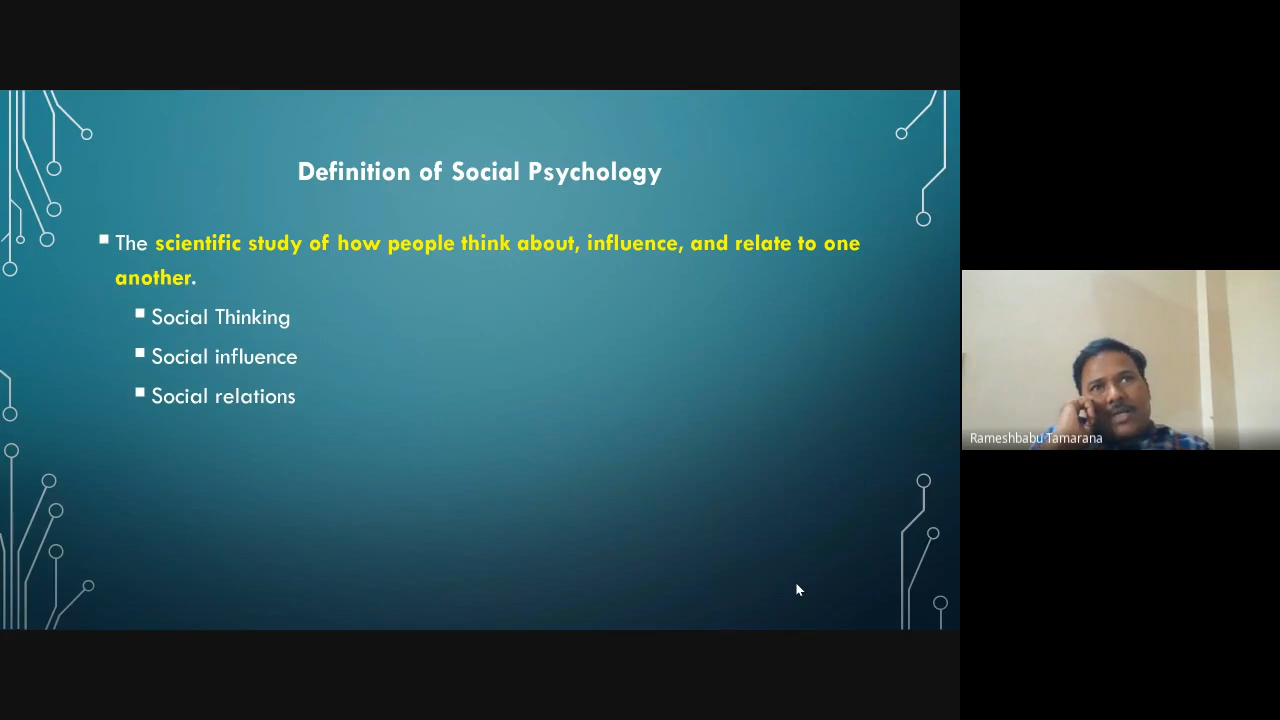 Definition of Social Psychology
The scientific study of how people think about, influence, and relate to one
another.
Social Thinking
Social influence
Social relations
Rameshbabu Tamarana